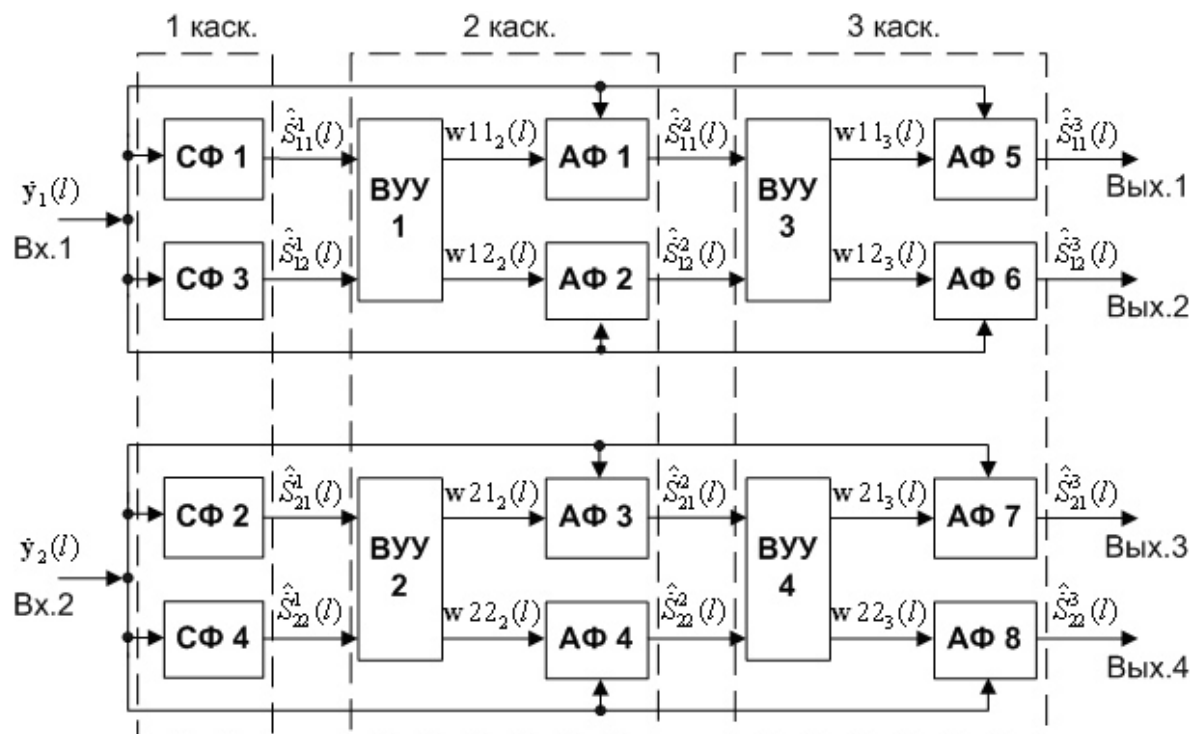 1 каск.
2 каск.
3 каск.
ẏ₁(l)
Вх.1
СФ 1
Ŝ¹₁₁(l)
ВУУ 1
w11₂(l)
АФ 1
Ŝ²₁₁(l)
ВУУ 3
w11₃(l)
АФ 5
Ŝ³₁₁(l)
Вых.1
СФ 3
Ŝ¹₁₂(l)
w12₂(l)
АФ 2
Ŝ²₁₂(l)
w12₃(l)
АФ 6
Ŝ³₁₂(l)
Вых.2
ẏ₂(l)
Вх.2
СФ 2
Ŝ¹₂₁(l)
ВУУ 2
w21₂(l)
АФ 3
Ŝ²₂₁(l)
ВУУ 4
w21₃(l)
АФ 7
Ŝ³₂₁(l)
Вых.3
СФ 4
Ŝ¹₂₂(l)
w22₂(l)
АФ 4
Ŝ²₂₂(l)
w22₃(l)
АФ 8
Ŝ³₂₂(l)
Вых.4